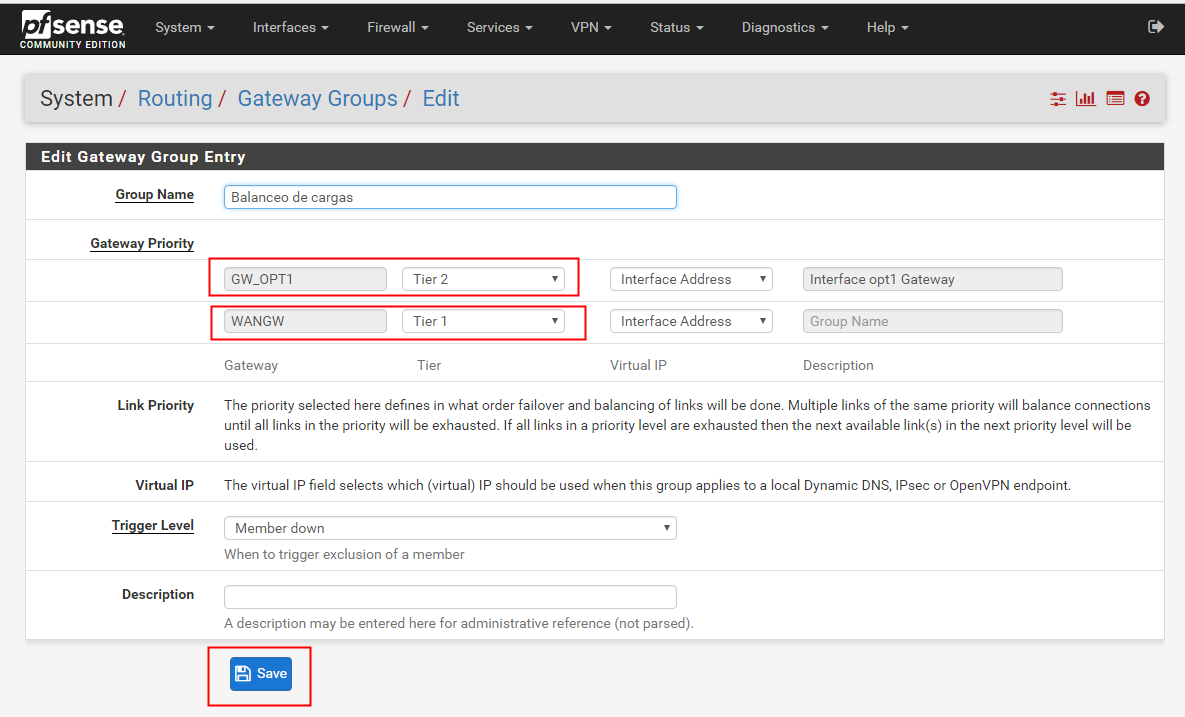 pfsense
COMMUNITY EDITION
System Interfaces Firewall Services VPN Status Diagnostics Help
System / Routing / Gateway Groups / Edit
Edit Gateway Group Entry
Group Name Balanceo de cargas
Gateway Priority
GW_OPT1 Tier 2 Interface Address Interface opt1 Gateway
WANGW Tier 1 Interface Address Group Name
Gateway Tier Virtual IP Description
Link Priority The priority selected here defines in what order failover and balancing of links will be done. Multiple links of the same priority will balance connections
until all links in the priority will be exhausted. If all links in a priority level are exhausted then the next available link(s) in the next priority level will be
used.
Virtual IP The virtual IP field selects which (virtual) IP should be used when this group applies to a local Dynamic DNS, IPsec or OpenVPN endpoint.
Trigger Level Member down
When to trigger exclusion of a member
Description
A description may be entered here for administrative reference (not parsed).
Save